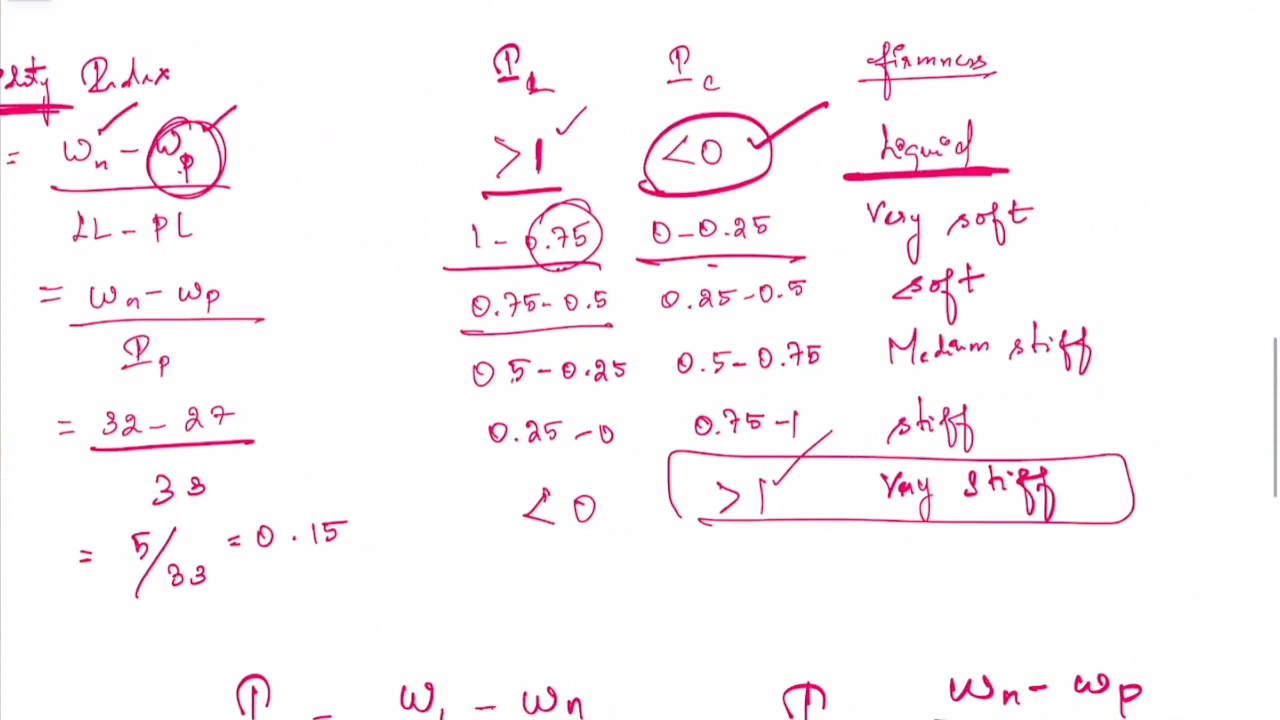 Index
= wn - wp
LL - PL
= wn - wp
Ip
= 32 - 27
33
= 5/33 = 0.15
IL Ic firmness
>1 <0 Liquid
1 - 0.75 0 - 0.25 Very soft
0.75 - 0.5 0.25 - 0.5 soft
0.5 - 0.25 0.5 - 0.75 Medium stiff
0.25 - 0 0.75 - 1 stiff
< 0 >1 Very stiff
= wL - wn wn - wp